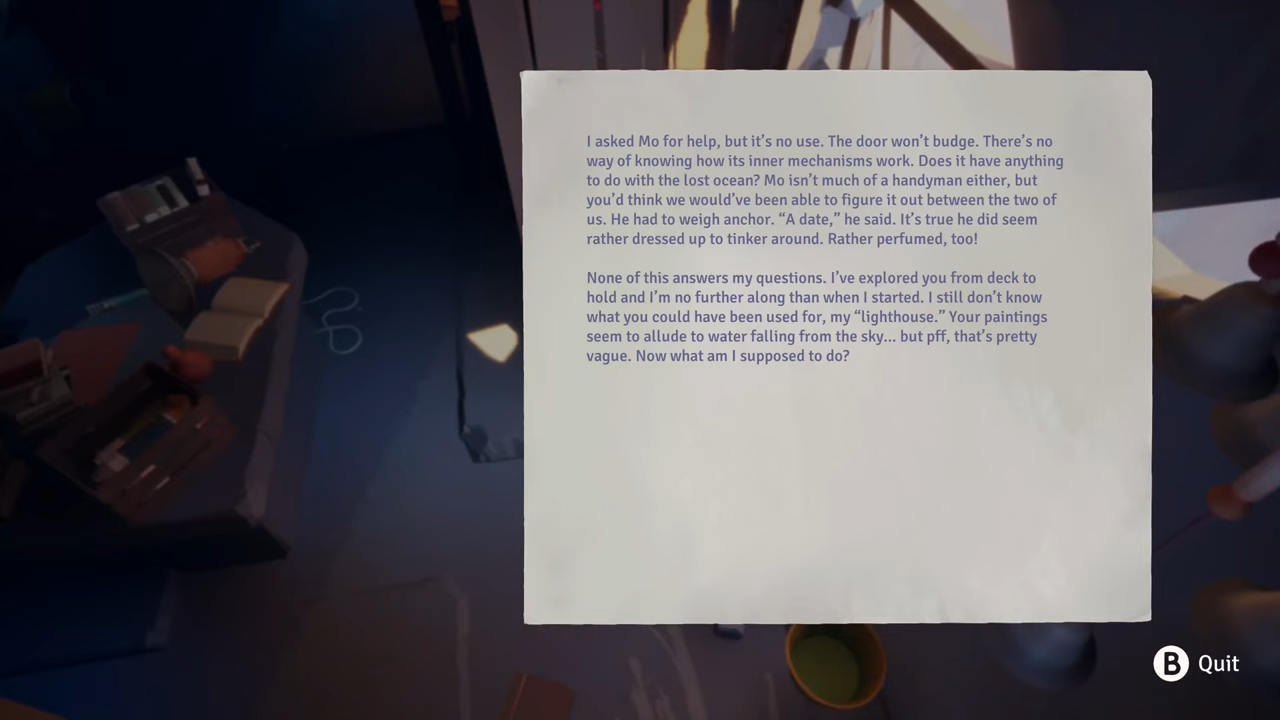 I asked Mo for help, but it's no use. The door won't budge. There's no
way of knowing how its inner mechanisms work. Does it have anything
to do with the lost ocean? Mo isn't much of a handyman either, but
you'd think we would've been able to figure it out between the two of
us. He had to weigh anchor. “A date,” he said. It's true he did seem
rather dressed up to tinker around. Rather perfumed, too!
None of this answers my questions. I've explored you from deck to
hold and I'm no further along than when I started. I still don't know
what you could have been used for, my “lighthouse.” Your paintings
seem to allude to water falling from the sky... but pff, that's pretty
vague. Now what am I supposed to do?
B Quit